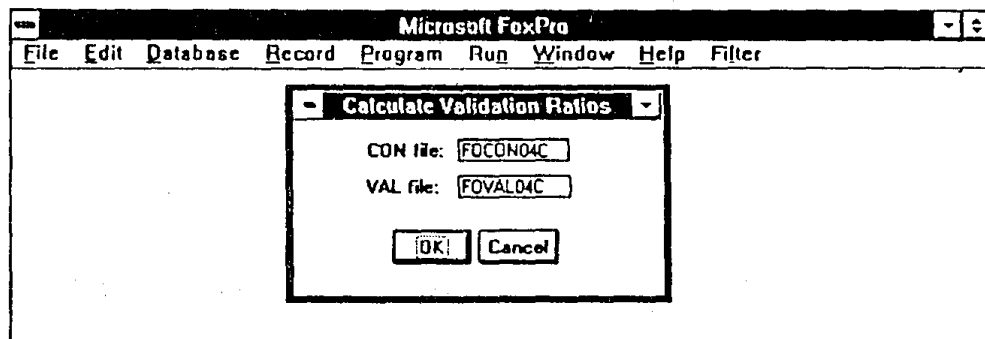 Microsoft FoxPro
File Edit Database Record Program Run Window Help Filter
Calculate Validation Ratios
CON file: FOCON04C
VAL file: FOVAL04C
OK Cancel